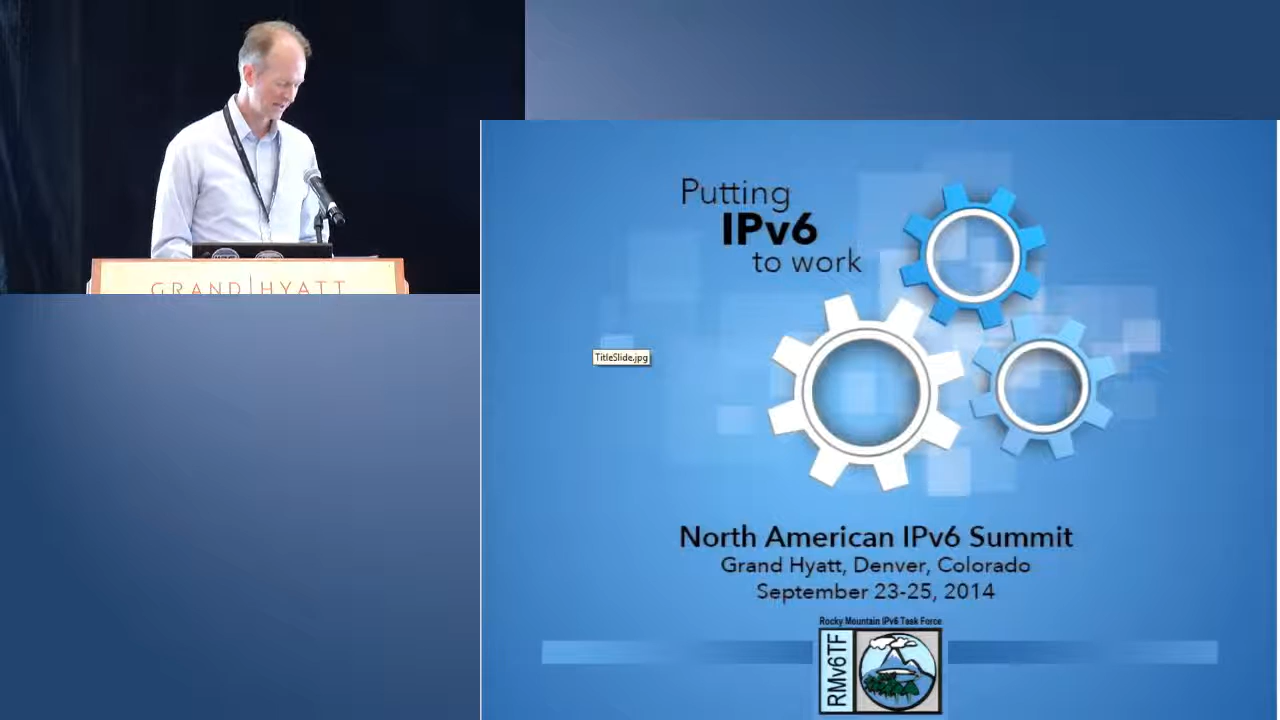 GRAND HYATT
Putting
IPv6
to work
TitleSlide.jpg
North American IPv6 Summit
Grand Hyatt, Denver, Colorado
September 23-25, 2014
Rocky Mountain IPv6 Task Force
RMv6TF